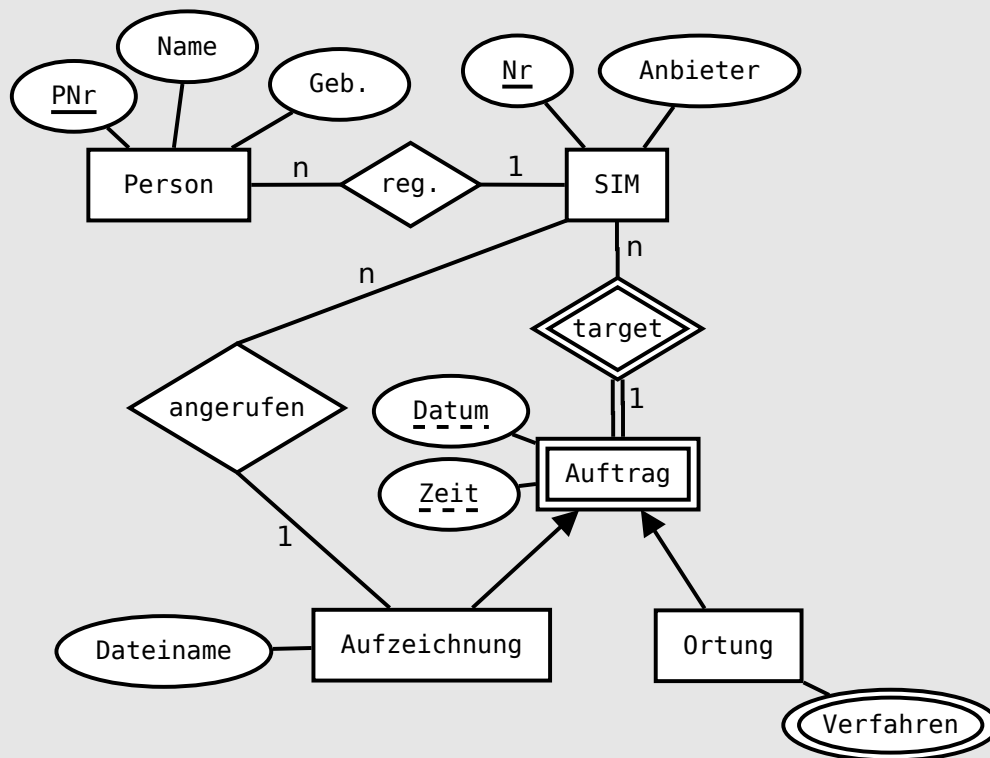 Name
PNr
Geb.
Nr
Anbieter
Person
n
reg.
1
SIM
n
n
target
angerufen
1
Datum
Auftrag
Zeit
1
Dateiname
Aufzeichnung
Ortung
Verfahren